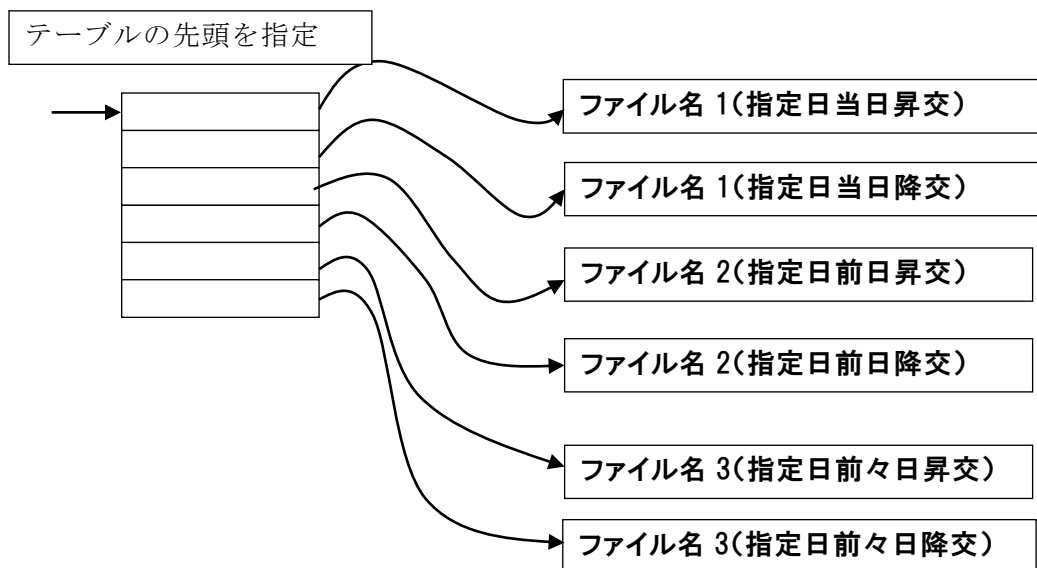 テーブルの先頭を指定
ファイル名 1(指定日当日昇交)
ファイル名 1(指定日当日降交)
ファイル名 2(指定日前日昇交)
ファイル名 2(指定日前日降交)
ファイル名 3(指定日前々日昇交)
ファイル名 3(指定日前々日降交)